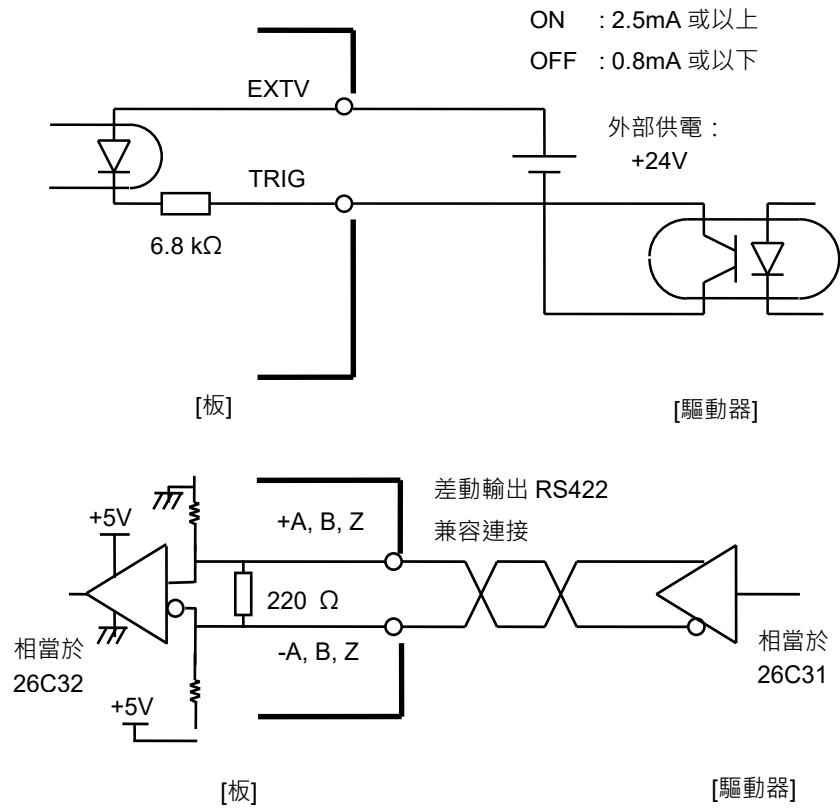 ON : 2.5mA 或以上
OFF : 0.8mA 或以下
EXTV
外部供電：
+24V
TRIG
6.8 kΩ
[板]
[驅動器]
差動輸出 RS422
兼容連接
+5V
+A, B, Z
220 Ω
-A, B, Z
相當於
26C32
相當於
26C31
+5V
[板]
[驅動器]